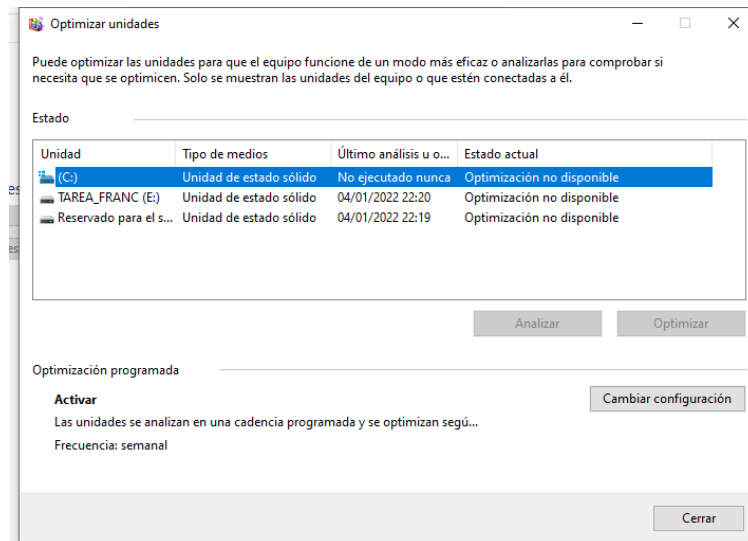 Optimizar unidades
Puede optimizar las unidades para que el equipo funcione de un modo más eficaz o analizarlas para comprobar si
necesita que se optimicen. Solo se muestran las unidades del equipo o que estén conectadas a él.
Estado
Unidad Tipo de medios Último análisis u o... Estado actual
(C:) Unidad de estado sólido No ejecutado nunca Optimización no disponible
TAREA_FRANC (E:) Unidad de estado sólido 04/01/2022 22:20 Optimización no disponible
Reservado para el s... Unidad de estado sólido 04/01/2022 22:19 Optimización no disponible
Analizar Optimizar
Optimización programada
Activar Cambiar configuración
Las unidades se analizan en una cadencia programada y se optimizan segú...
Frecuencia: semanal
Cerrar